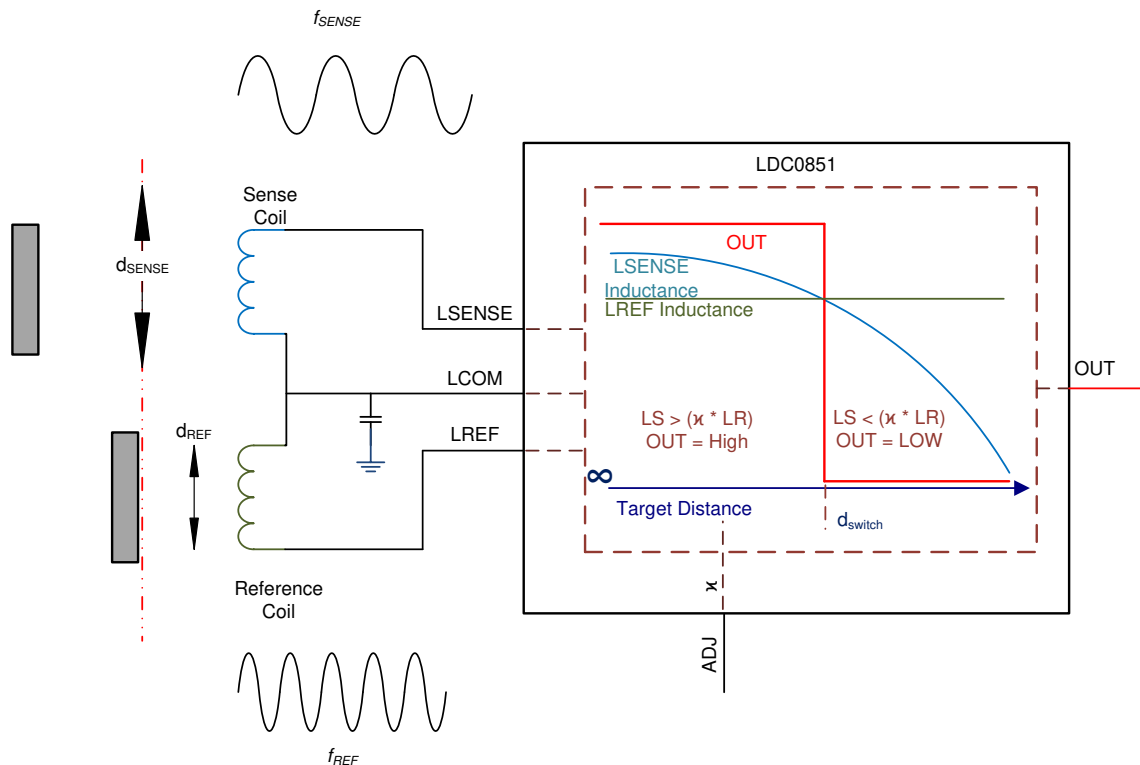 fSENSE
LDC0851
Sense
Coil
dSENSE
OUT
LSENSE
Inductance
LREF Inductance
LSENSE
LCOM
OUT
LREF
dREF
LS > (ϰ * LR)
OUT = High
LS < (ϰ * LR)
OUT = LOW
∞
Target Distance
dswitch
ϰ
Reference
Coil
ADJ
fREF